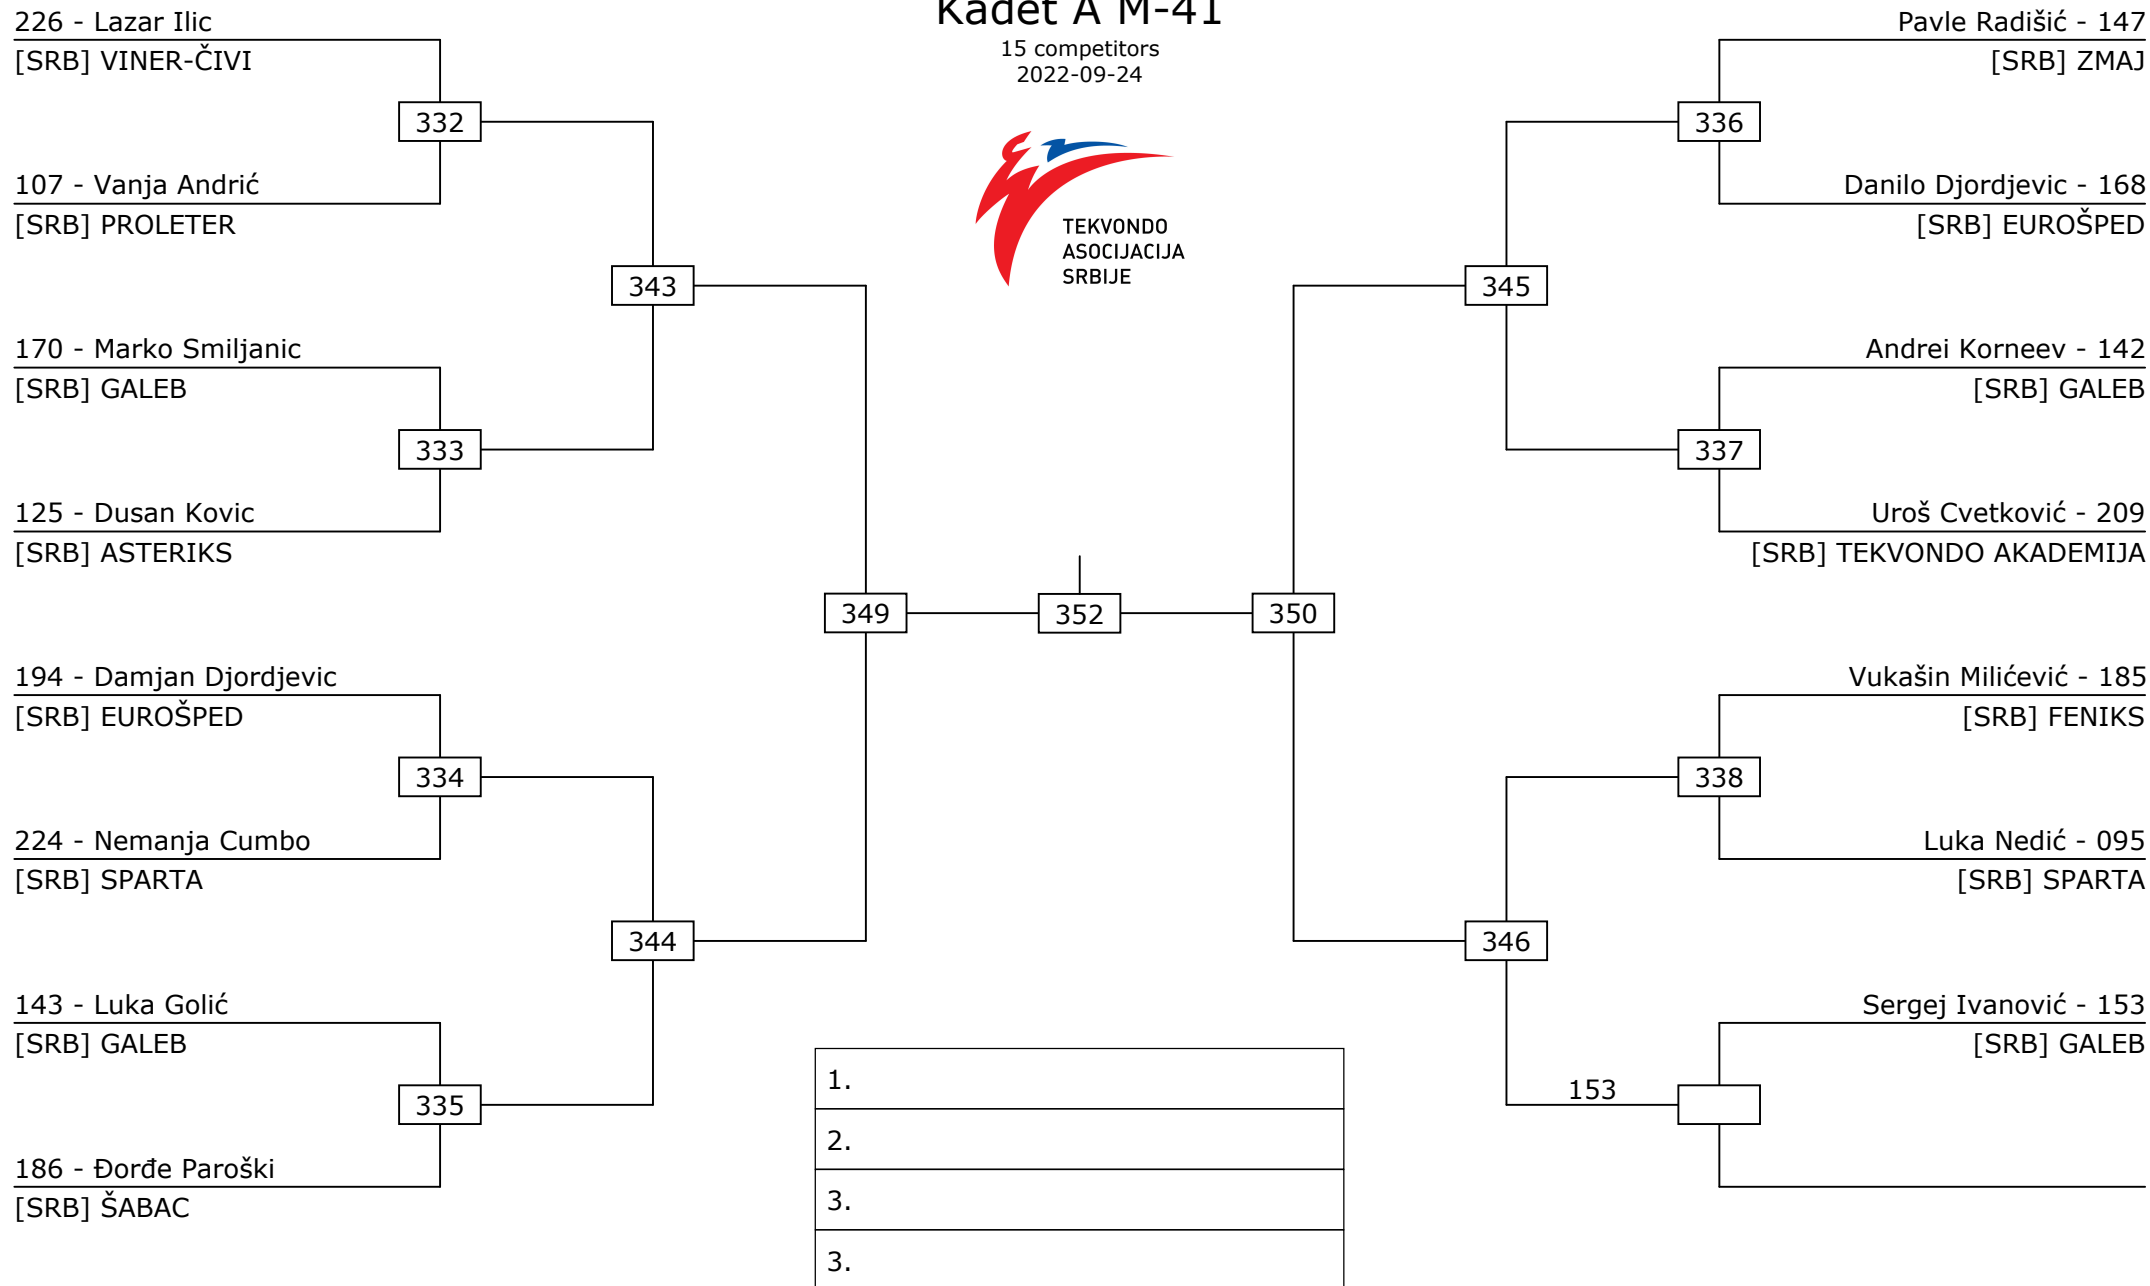 Kadet A M-41
15 competitors
2022-09-24
TEKVONDO
ASOCIJACIJA
SRBIJE
226 - Lazar Ilic
[SRB] VINER-ČIVI
332
107 - Vanja Andrić
[SRB] PROLETER
343
170 - Marko Smiljanic
[SRB] GALEB
333
125 - Dusan Kovic
[SRB] ASTERIKS
349
194 - Damjan Djordjevic
[SRB] EUROŠPED
334
224 - Nemanja Cumbo
[SRB] SPARTA
344
143 - Luka Golić
[SRB] GALEB
335
186 - Đorđe Paroški
[SRB] ŠABAC
352
Pavle Radišić - 147
[SRB] ZMAJ
336
Danilo Djordjevic - 168
[SRB] EUROŠPED
345
Andrei Korneev - 142
[SRB] GALEB
337
Uroš Cvetković - 209
[SRB] TEKVONDO AKADEMIJA
350
Vukašin Milićević - 185
[SRB] FENIKS
338
Luka Nedić - 095
[SRB] SPARTA
346
Sergej Ivanović - 153
[SRB] GALEB
153
1.
2.
3.
3.